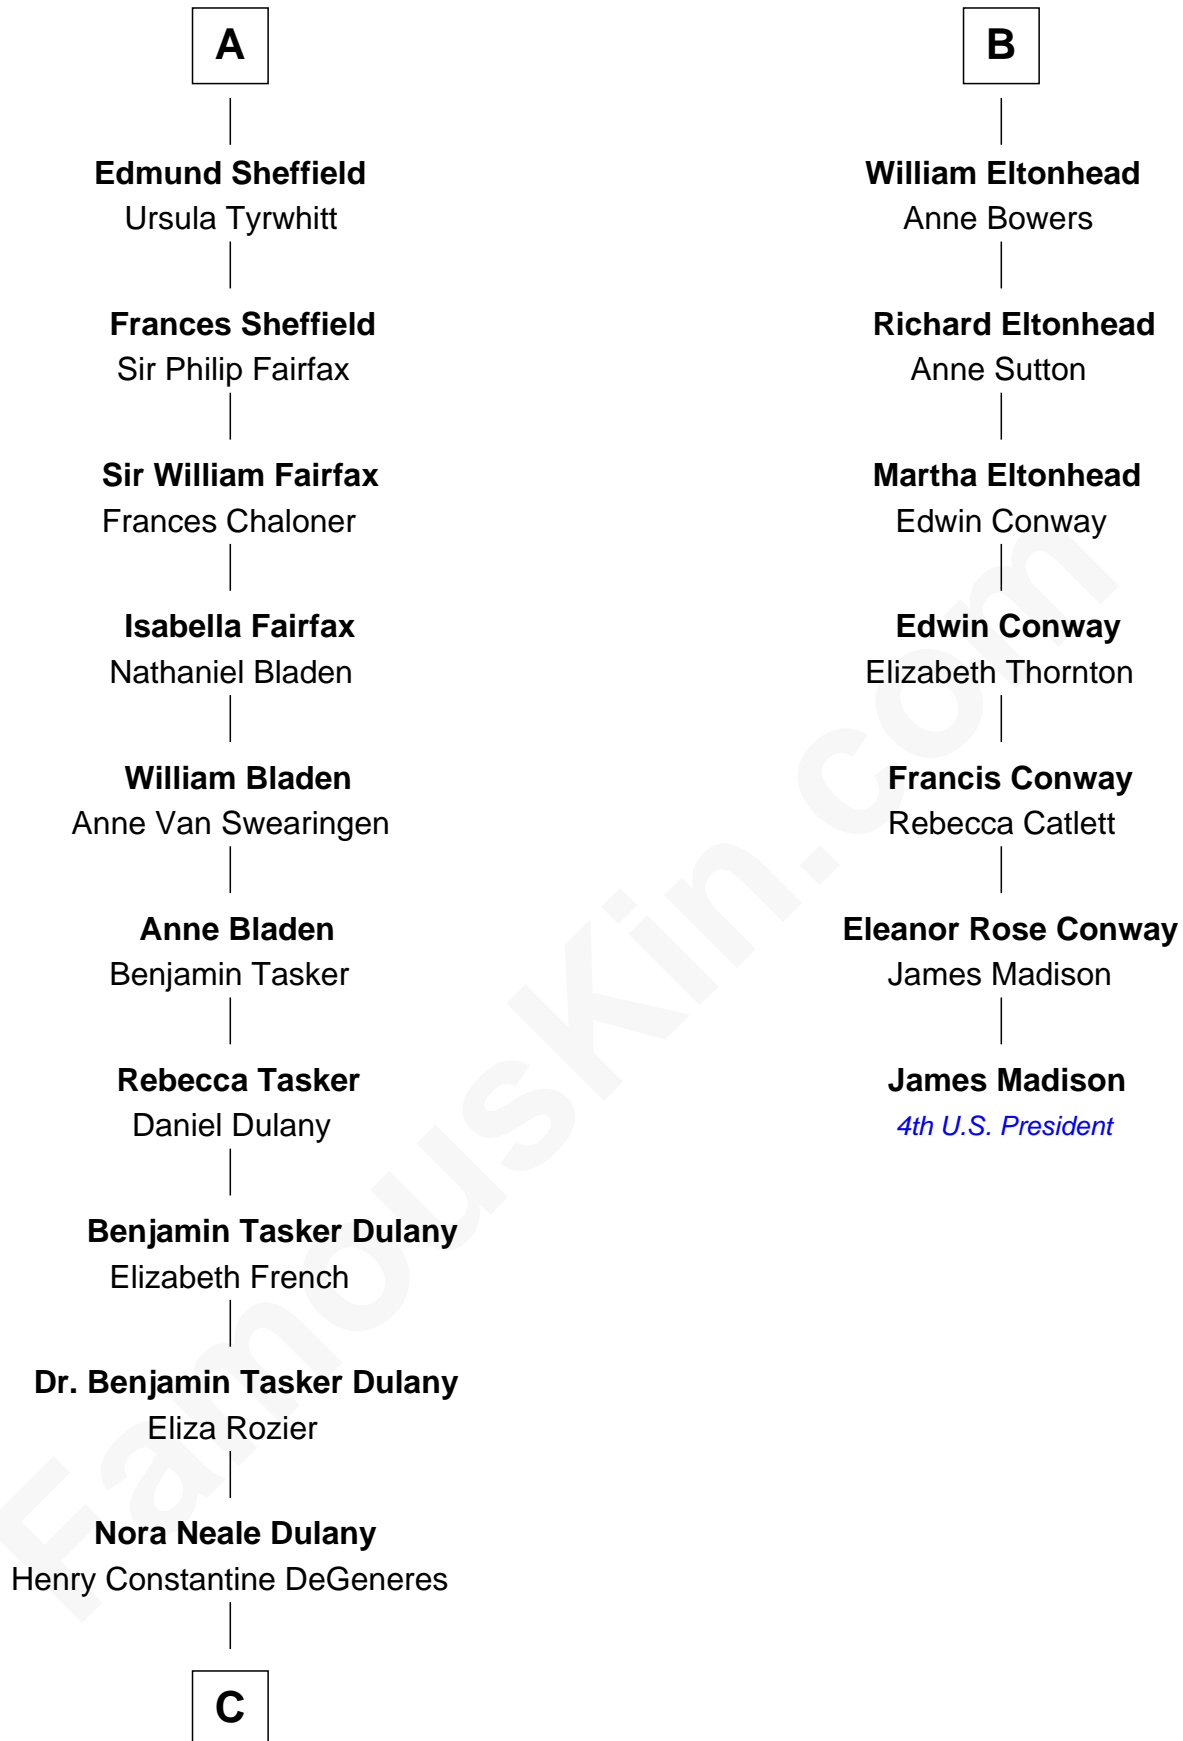 A
Edmund Sheffield
Ursula Tyrwhitt
Frances Sheffield
Sir Philip Fairfax
Sir William Fairfax
Frances Chaloner
Isabella Fairfax
Nathaniel Bladen
William Bladen
Anne Van Swearingen
Anne Bladen
Benjamin Tasker
Rebecca Tasker
Daniel Dulany
Benjamin Tasker Dulany
Elizabeth French
Dr. Benjamin Tasker Dulany
Eliza Rozier
Nora Neale Dulany
Henry Constantine DeGeneres
C
B
William Eltonhead
Anne Bowers
Richard Eltonhead
Anne Sutton
Martha Eltonhead
Edwin Conway
Edwin Conway
Elizabeth Thornton
Francis Conway
Rebecca Catlett
Eleanor Rose Conway
James Madison
James Madison
4th U.S. President
FamousKin.com